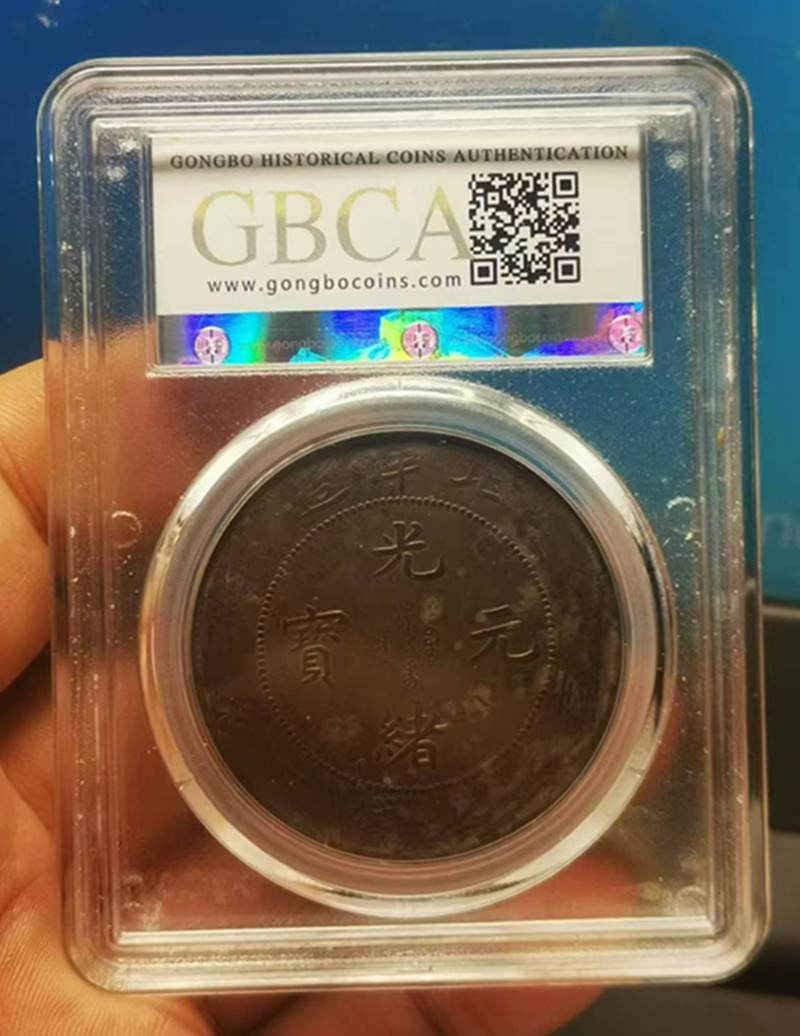 GONGBO HISTORICAL COINS AUTHENTICATION
GBCA
www.gongbocoins.com
光緒元寶